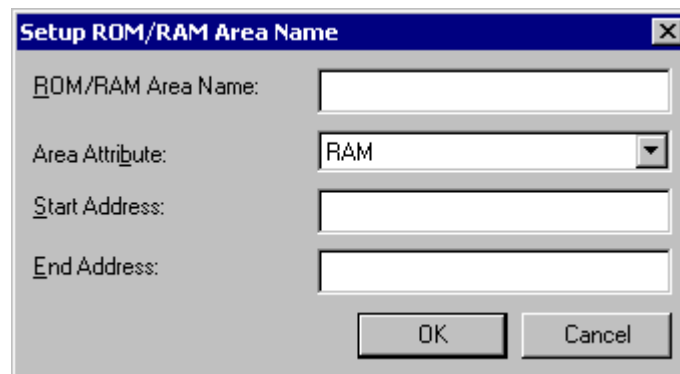 Setup ROM/RAM Area Name
ROM/RAM Area Name:
Area Attribute: RAM
Start Address:
End Address:
OK Cancel